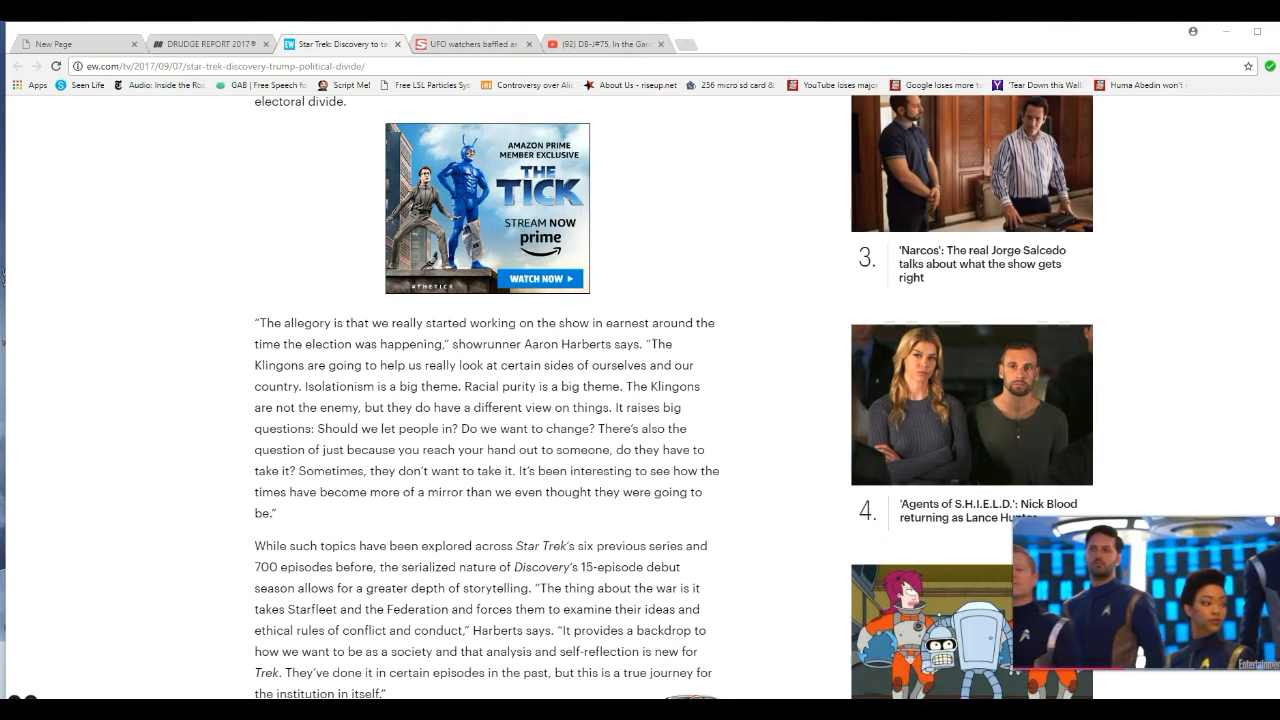 New Page
DRUDGE REPORT 2017®
Star Trek: Discovery to ta
UFO watchers baffled as
(92) DB-J#75, In the Gar
ew.com/tv/2017/09/07/star-trek-discovery-trump-political-divide/
Apps
Seen Life
Audio: Inside the Roc
GAB | Free Speech fo
Script Me!
Free LSL Particles Sys
Controversy over Alic
About Us - riseup.net
256 micro sd card &
YouTube loses major
Google loses more t
'Tear Down this Wall
Huma Abedin won't
electoral divide.
AMAZON PRIME
MEMBER EXCLUSIVE
THE
TICK
STREAM NOW
prime
WATCH NOW
#THETICK
“The allegory is that we really started working on the show in earnest around the
time the election was happening,” showrunner Aaron Harberts says. “The
Klingons are going to help us really look at certain sides of ourselves and our
country. Isolationism is a big theme. Racial purity is a big theme. The Klingons
are not the enemy, but they do have a different view on things. It raises big
questions: Should we let people in? Do we want to change? There’s also the
question of just because you reach your hand out to someone, do they have to
take it? Sometimes, they don’t want to take it. It’s been interesting to see how the
times have become more of a mirror than we even thought they were going to
be.”
While such topics have been explored across Star Trek’s six previous series and
700 episodes before, the serialized nature of Discovery’s 15-episode debut
season allows for a greater depth of storytelling. “The thing about the war is it
takes Starfleet and the Federation and forces them to examine their ideas and
ethical rules of conflict and conduct,” Harberts says. “It provides a backdrop to
how we want to be as a society and that analysis and self-reflection is new for
Trek. They’ve done it in certain episodes in the past, but this is a true journey for
the institution in itself.”
3.
'Narcos': The real Jorge Salcedo
talks about what the show gets
right
4.
'Agents of S.H.I.E.L.D.': Nick Blood
returning as Lance Hunter
Entertainmen